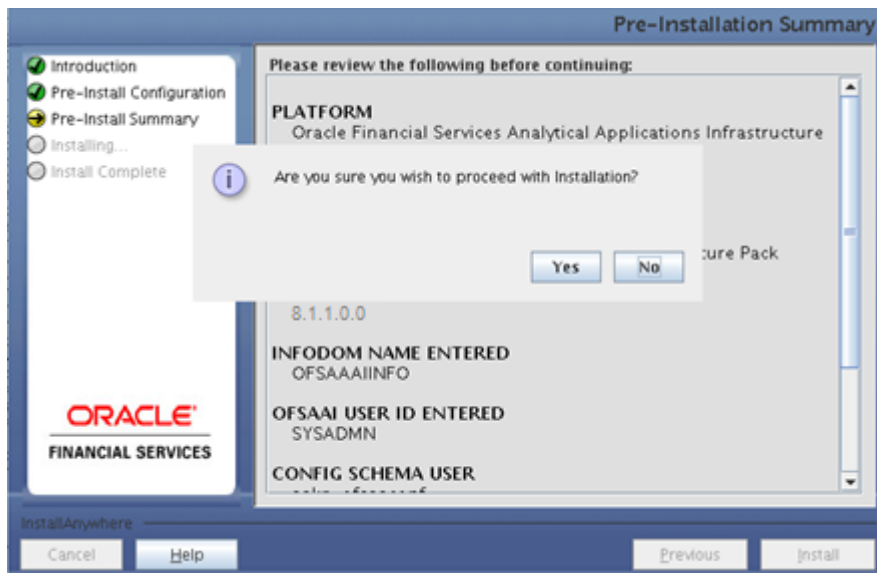 Pre-Installation Summary
Introduction
Pre-Install Configuration
Pre-Install Summary
Installing...
Install Complete
ORACLE
FINANCIAL SERVICES
Please review the following before continuing:
PLATFORM
Oracle Financial Services Analytical Applications Infrastructure
Are you sure you wish to proceed with Installation?
Yes
No
Pack
8.1.1.0.0
INFODOM NAME ENTERED
OFSAAAIINFO
OFSAAI USER ID ENTERED
SYSADMN
CONFIG SCHEMA USER
InstallAnywhere
Cancel
Help
Previous
Install